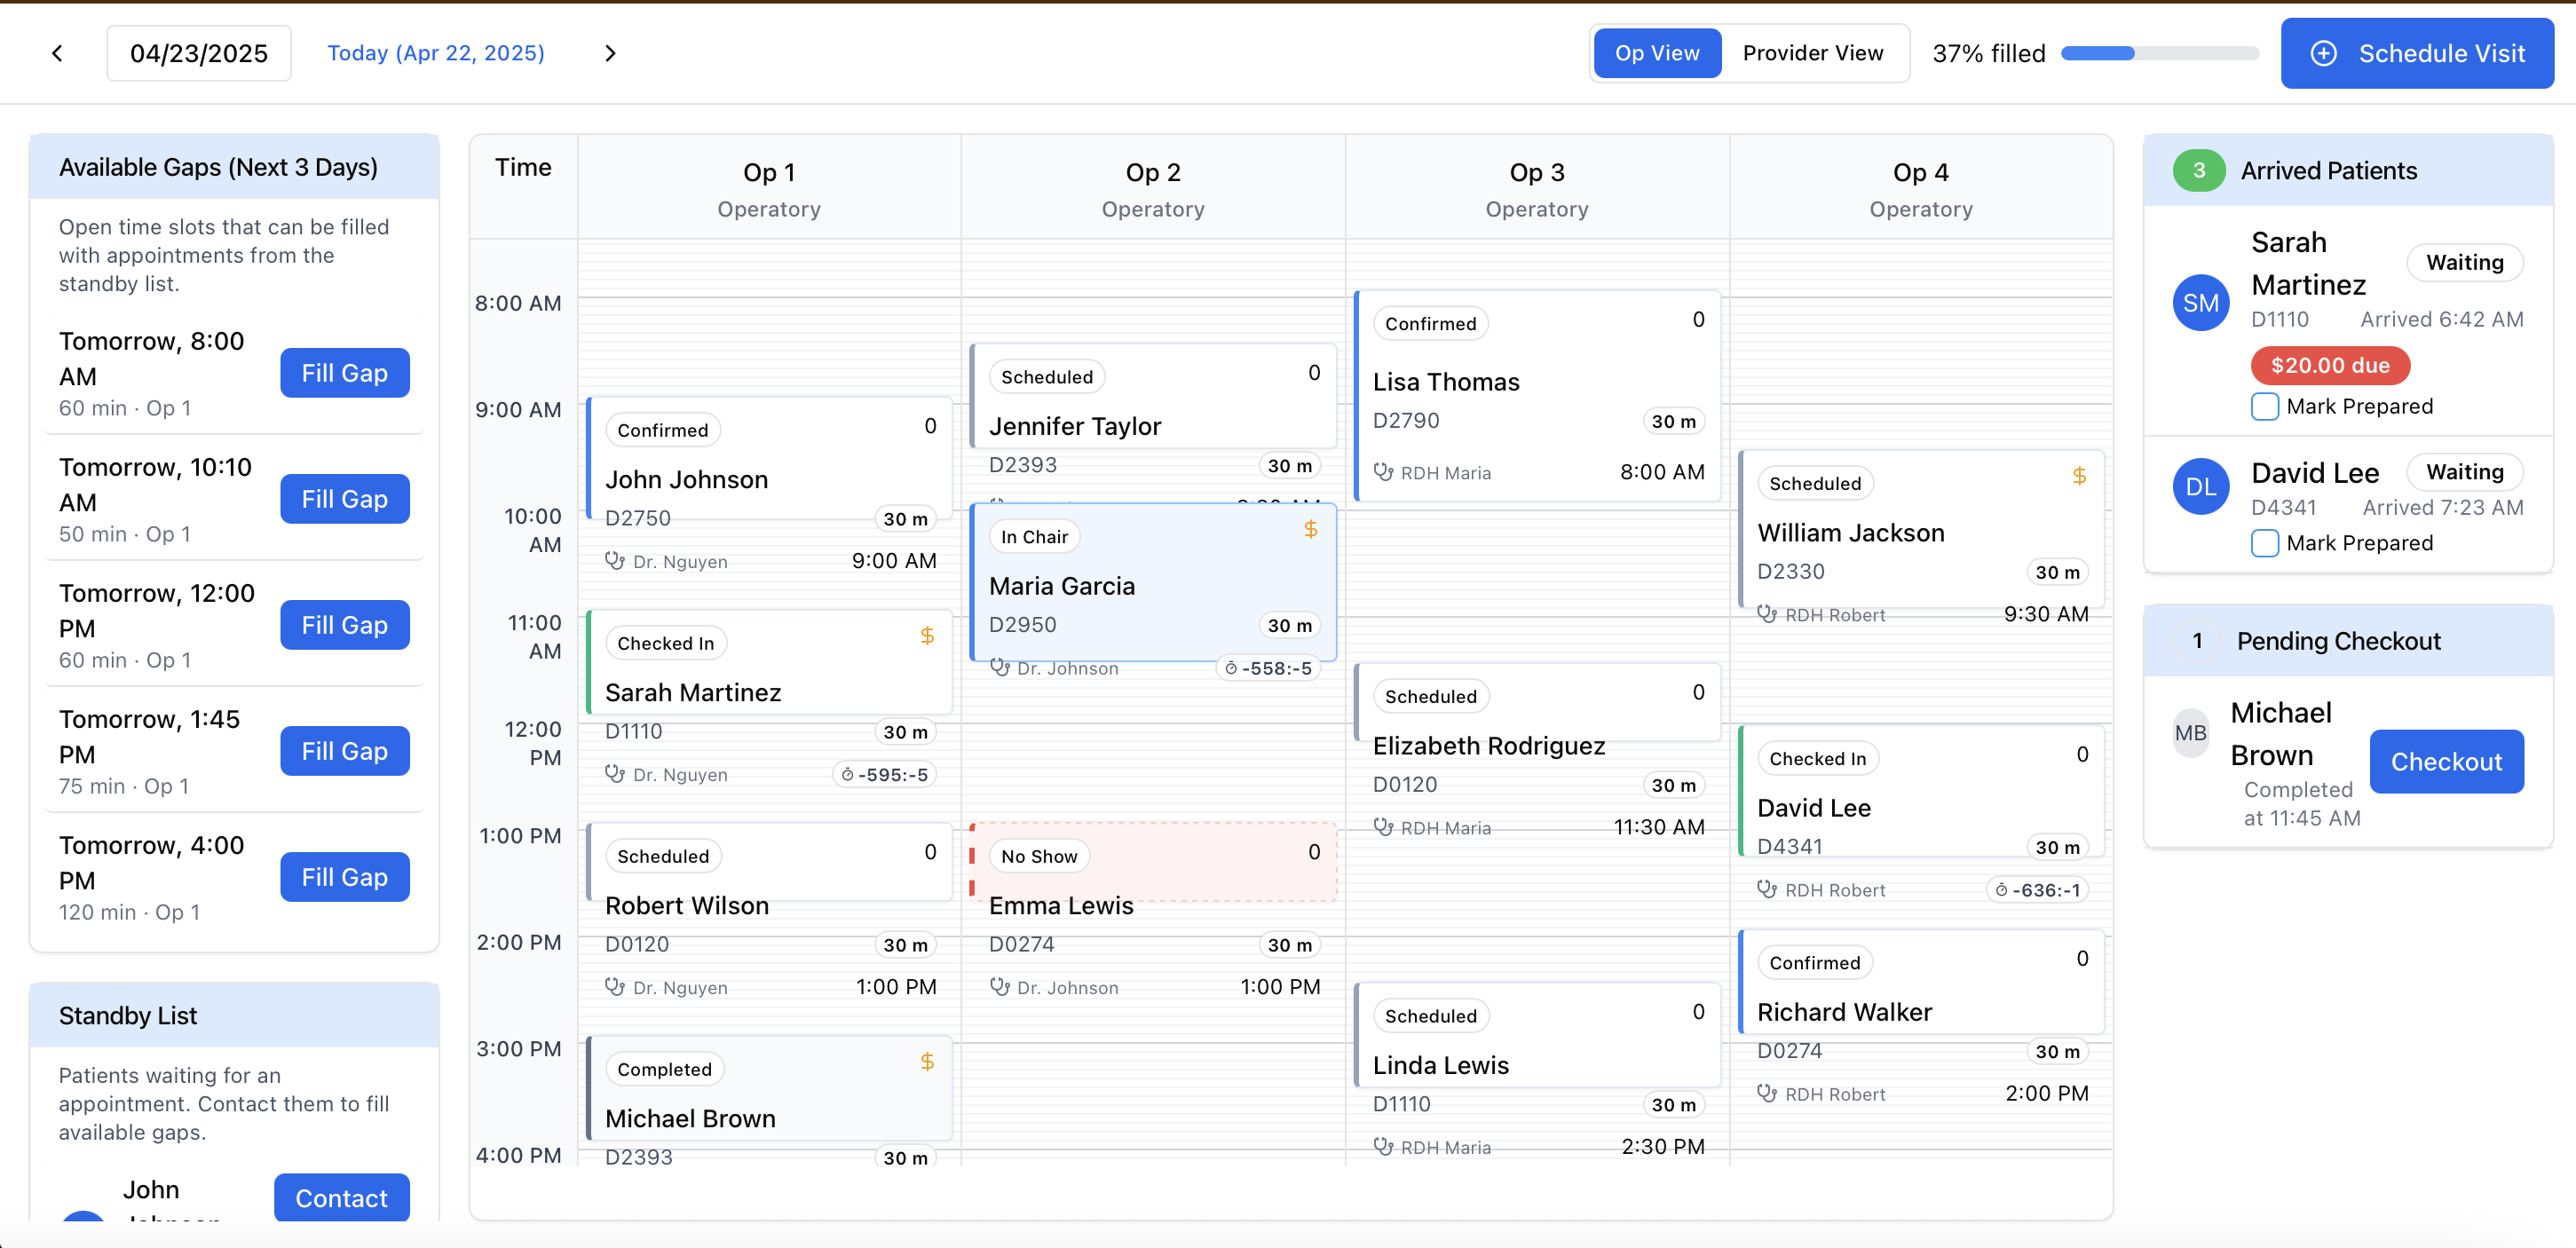 04/23/2025
Today (Apr 22, 2025)
Op View
Provider View
37% filled
Schedule Visit
Available Gaps (Next 3 Days)
Open time slots that can be filled
with appointments from the
standby list.
Tomorrow, 8:00
AM
60 min · Op 1
Fill Gap
Tomorrow, 10:10
AM
50 min · Op 1
Fill Gap
Tomorrow, 12:00
PM
60 min · Op 1
Fill Gap
Tomorrow, 1:45
PM
75 min · Op 1
Fill Gap
Tomorrow, 4:00
PM
120 min · Op 1
Fill Gap
Standby List
Patients waiting for an
appointment. Contact them to fill
available gaps.
John
Contact
Time
8:00 AM
9:00 AM
10:00
AM
11:00
AM
12:00
PM
1:00 PM
2:00 PM
3:00 PM
4:00 PM
Op 1
Operatory
Confirmed 0
John Johnson
D2750 30 m
Dr. Nguyen 9:00 AM
Checked In $
Sarah Martinez
D1110 30 m
Dr. Nguyen -595:-5
Scheduled 0
Robert Wilson
D0120 30 m
Dr. Nguyen 1:00 PM
Completed $
Michael Brown
D2393 30 m
Op 2
Operatory
Scheduled 0
Jennifer Taylor
D2393 30 m
In Chair $
Maria Garcia
D2950 30 m
Dr. Johnson -558:-5
No Show 0
Emma Lewis
D0274 30 m
Dr. Johnson 1:00 PM
Op 3
Operatory
Confirmed 0
Lisa Thomas
D2790 30 m
RDH Maria 8:00 AM
Scheduled 0
Elizabeth Rodriguez
D0120 30 m
RDH Maria 11:30 AM
Scheduled 0
Linda Lewis
D1110 30 m
RDH Maria 2:30 PM
Op 4
Operatory
Scheduled $
William Jackson
D2330 30 m
RDH Robert 9:30 AM
Checked In 0
David Lee
D4341 30 m
RDH Robert -636:-1
Confirmed 0
Richard Walker
D0274 30 m
RDH Robert 2:00 PM
3 Arrived Patients
SM
Sarah
Martinez
Waiting
D1110 Arrived 6:42 AM
$20.00 due
Mark Prepared
DL
David Lee
Waiting
D4341 Arrived 7:23 AM
Mark Prepared
1 Pending Checkout
MB
Michael
Brown
Completed
at 11:45 AM
Checkout